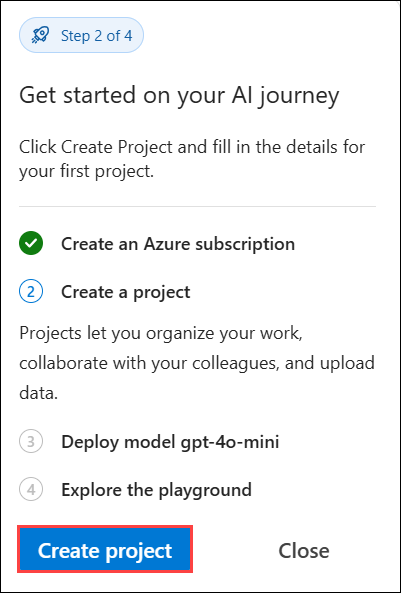 Step 2 of 4
Get started on your AI journey
Click Create Project and fill in the details for
your first project.
Create an Azure subscription
2 Create a project
Projects let you organize your work,
collaborate with your colleagues, and upload
data.
3 Deploy model gpt-4o-mini
4 Explore the playground
Create project Close